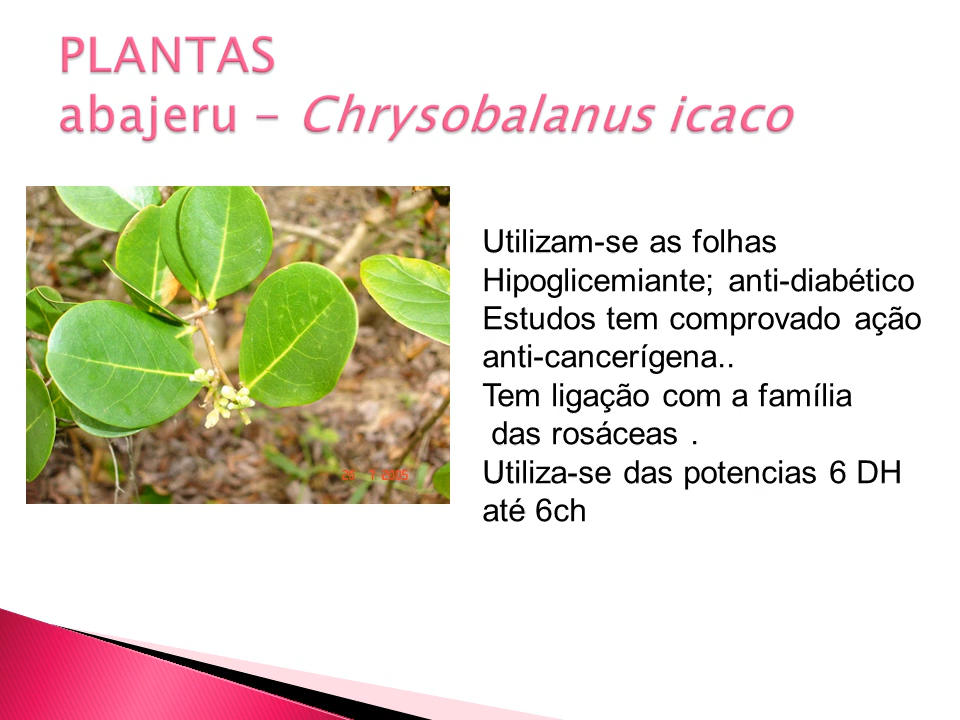 PLANTAS
abajeru - Chrysobalanus icaco
Utilizam-se as folhas
Hipoglicemiante; anti-diabético
Estudos tem comprovado ação
anti-cancerígena..
Tem ligação com a família
das rosáceas .
Utiliza-se das potencias 6 DH
até 6ch